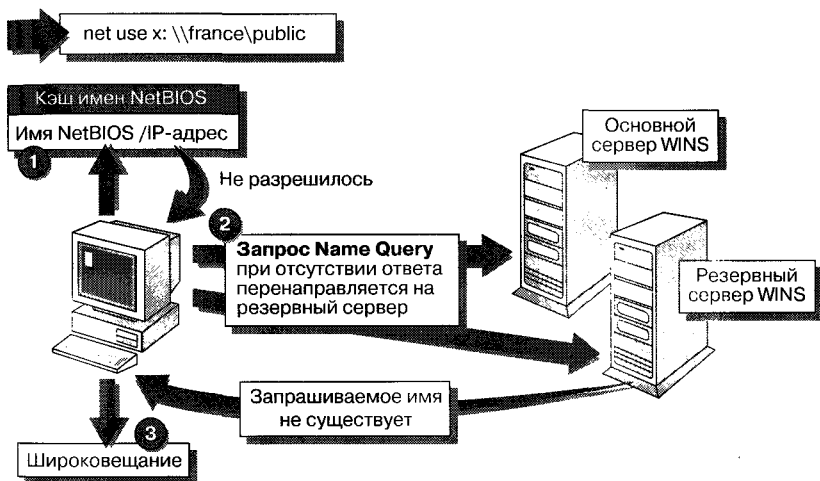 net use x: \\france\public
Кэш имен NetBIOS
Имя NetBIOS /IP-адрес
1
Не разрешилось
2
Запрос Name Query
при отсутствии ответа
перенаправляется на
резервный сервер
Основной
сервер WINS
Резервный
сервер WINS
Запрашиваемое имя
не существует
3
Широковещание